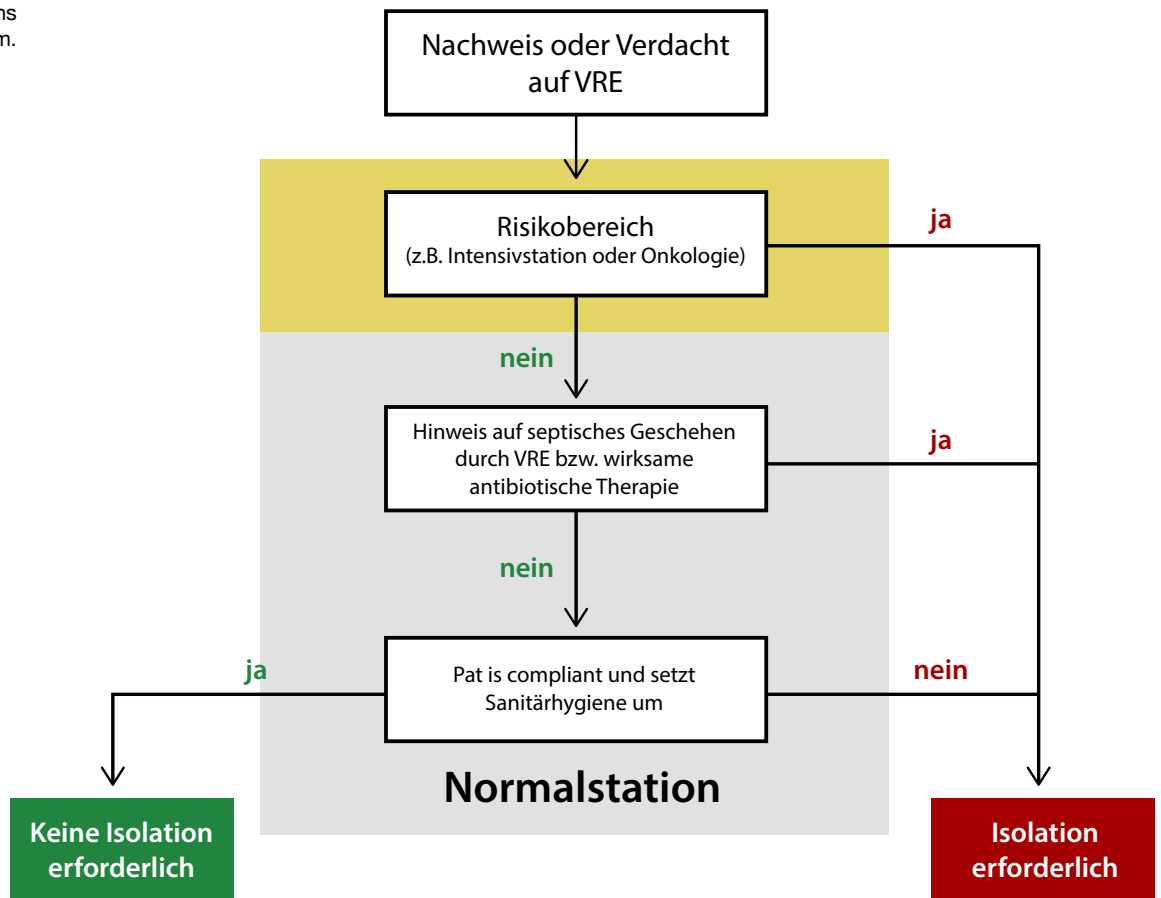 ns
m.
Nachweis oder Verdacht
auf VRE
Risikobereich
(z.B. Intensivstation oder Onkologie)
ja
nein
Hinweis auf septisches Geschehen
durch VRE bzw. wirksame
antibiotische Therapie
ja
nein
Pat is compliant und setzt
Sanitärhygiene um
ja
nein
Normalstation
Keine Isolation
erforderlich
Isolation
erforderlich